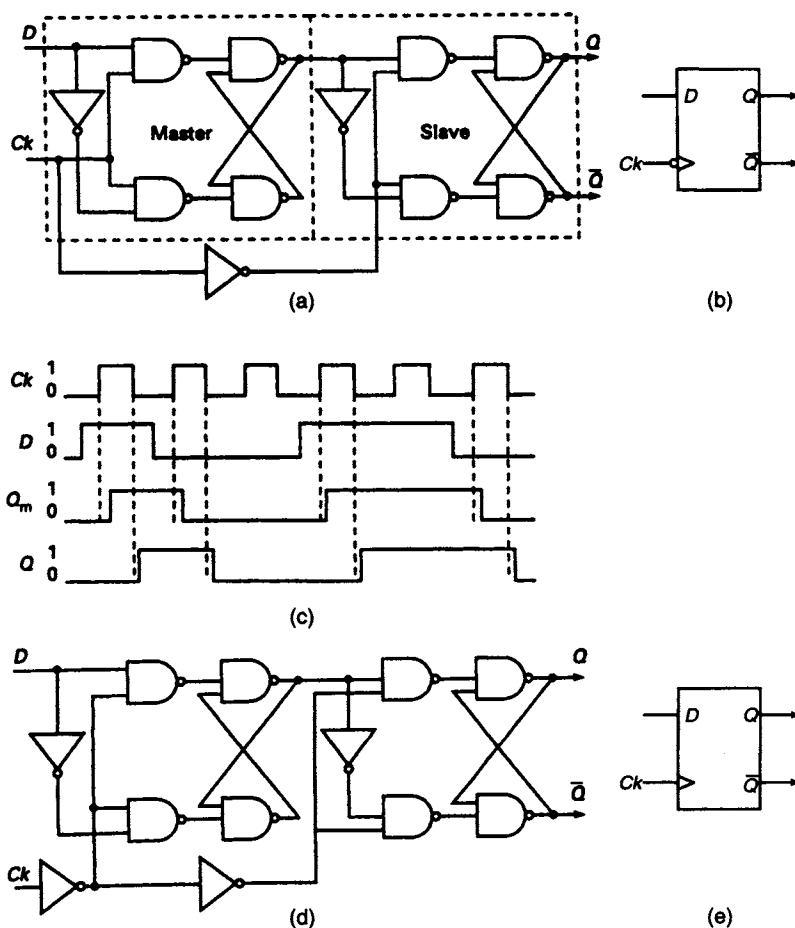 D
Ck
Master
Slave
Q
Q̅
(a)
D Q
Ck Q̅
(b)
Ck 1
0
D 1
0
Qm 1
0
Q 1
0
(c)
D
Ck
Q
Q̅
(d)
D Q
Ck Q̅
(e)